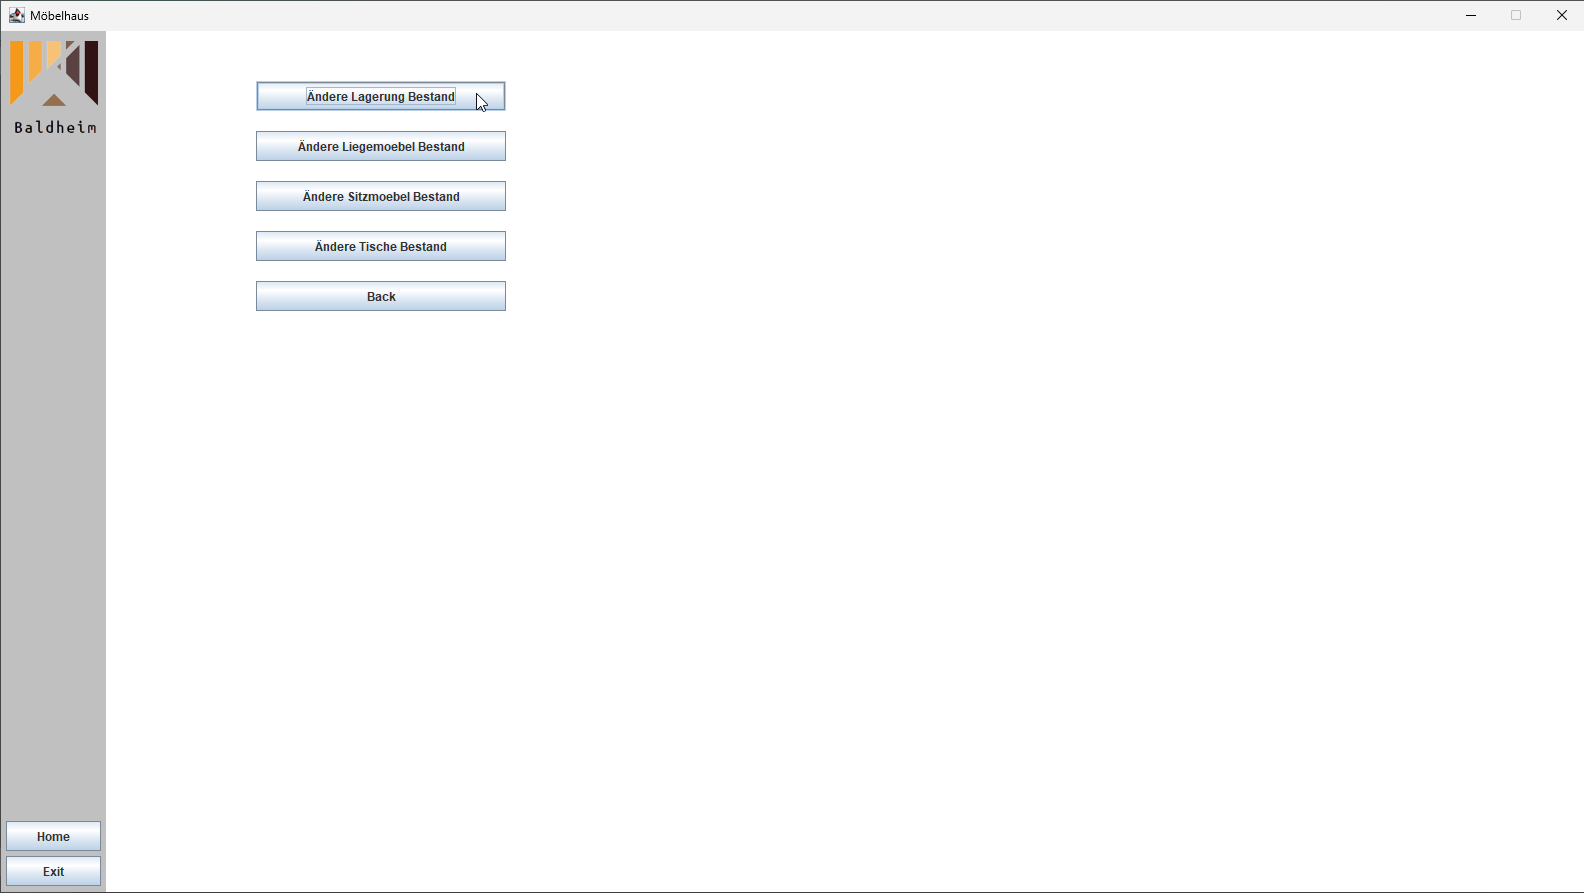 Möbelhaus
Baldheim
Ändere Lagerung Bestand
Ändere Liegemoebel Bestand
Ändere Sitzmoebel Bestand
Ändere Tische Bestand
Back
Home
Exit